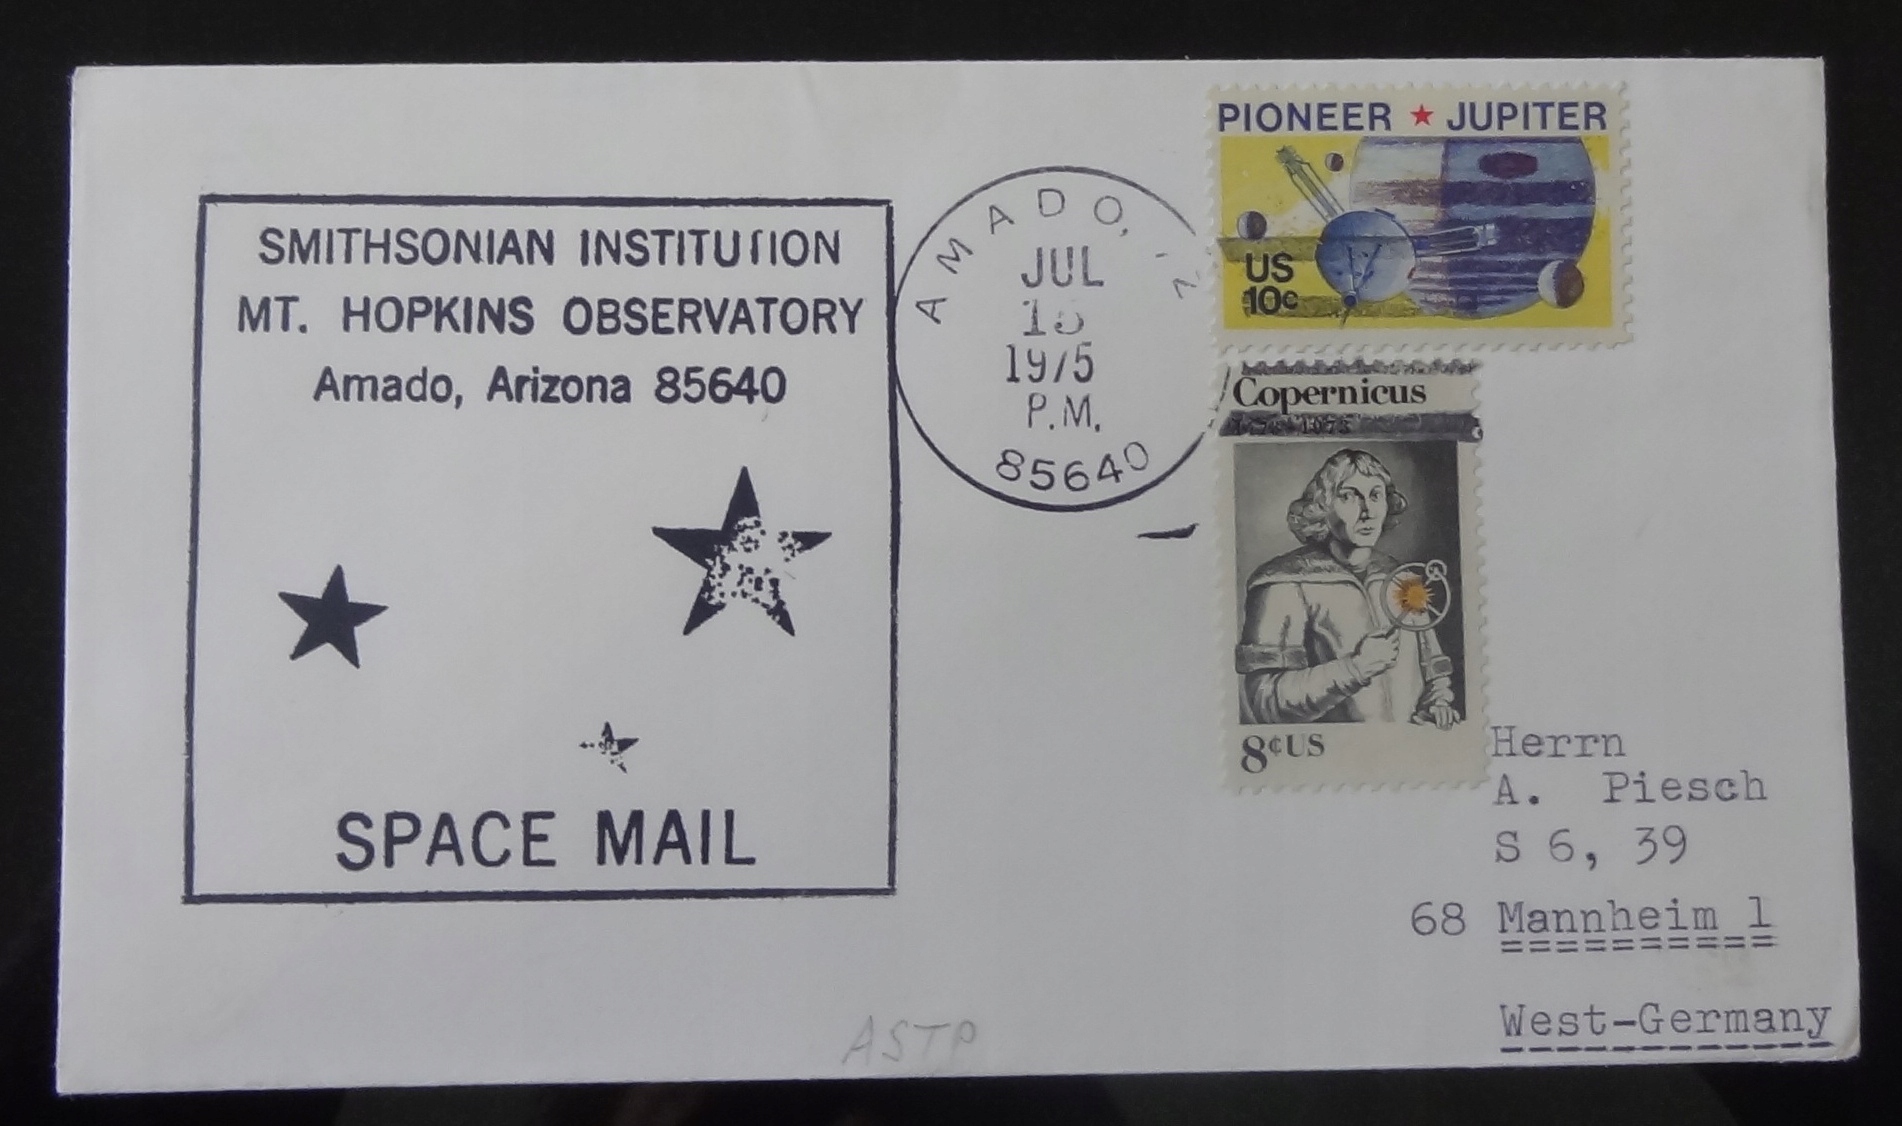 SMITHSONIAN INSTITUTION
MT. HOPKINS OBSERVATORY
Amado, Arizona 85640
SPACE MAIL
AMADO,
JUL
1975
P.M.
85640
PIONEER ★ JUPITER
US
10c
Copernicus
8¢US
Herrn
A. Piesch
S 6, 39
68 Mannheim 1
West-Germany
ASTP